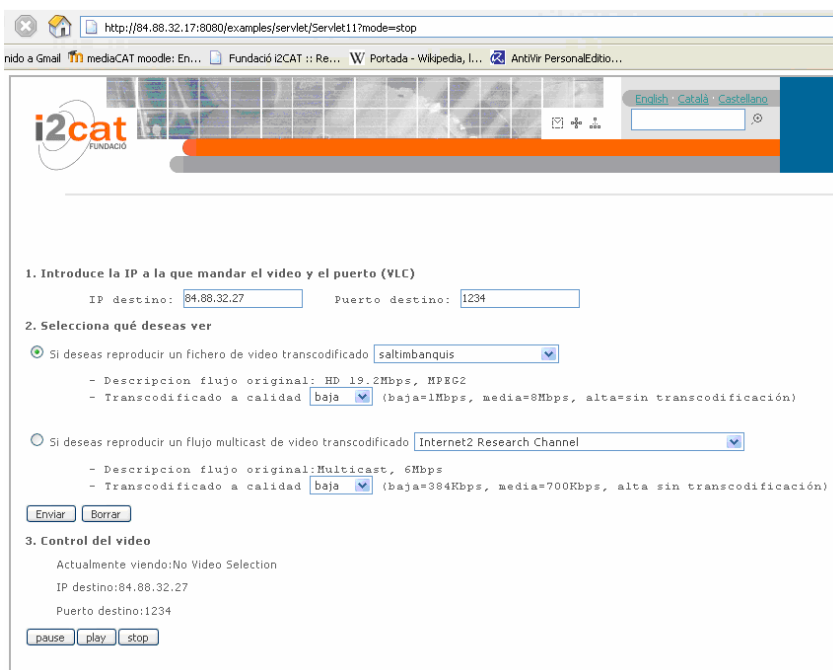 http://84.88.32.17:8080/examples/servlet/Servlet11?mode=stop
nido a Gmail mediaCAT moodle: En... Fundació i2CAT :: Re... Portada - Wikipedia, l... AntiVir PersonalEditio...
English · Català · Castellano
i2cat
FUNDACIÓ
1. Introduce la IP a la que mandar el video y el puerto (VLC)
IP destino: 84.88.32.27 Puerto destino: 1234
2. Selecciona qué deseas ver
Si deseas reproducir un fichero de video transcodificado saltimbanquis
- Descripcion flujo original: HD 19.2Mbps, MPEG2
- Transcodificado a calidad baja (baja=1Mbps, media=8Mbps, alta=sin transcodificación)
Si deseas reproducir un flujo multicast de video transcodificado Internet2 Research Channel
- Descripcion flujo original:Multicast, 6Mbps
- Transcodificado a calidad baja (baja=384Kbps, media=700Kbps, alta sin transcodificación)
Enviar Borrar
3. Control del video
Actualmente viendo:No Video Selection
IP destino:84.88.32.27
Puerto destino:1234
pause play stop